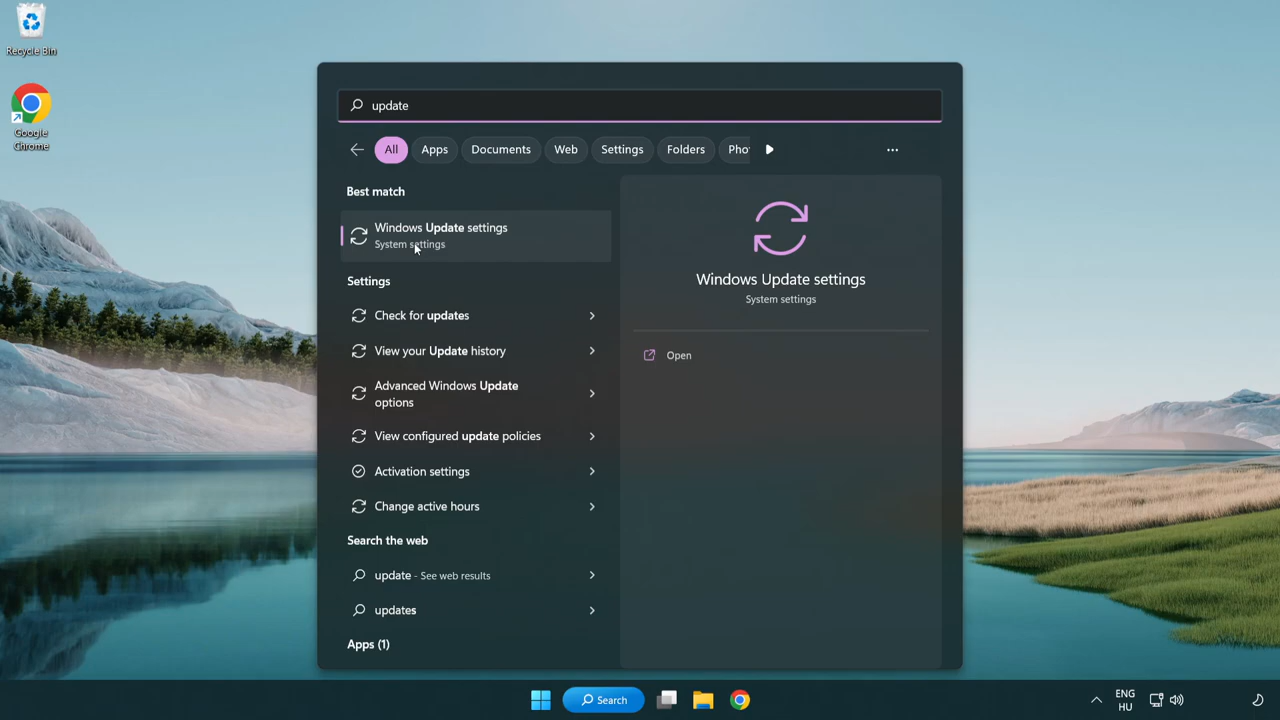 Recycle Bin
Google
Chrome
update
All
Apps
Documents
Web
Settings
Folders
Pho
Best match
Windows Update settings
System settings
Settings
Check for updates
View your Update history
Advanced Windows Update
options
View configured update policies
Activation settings
Change active hours
Search the web
update - See web results
updates
Apps (1)
Windows Update settings
System settings
Open
Search
ENG
HU